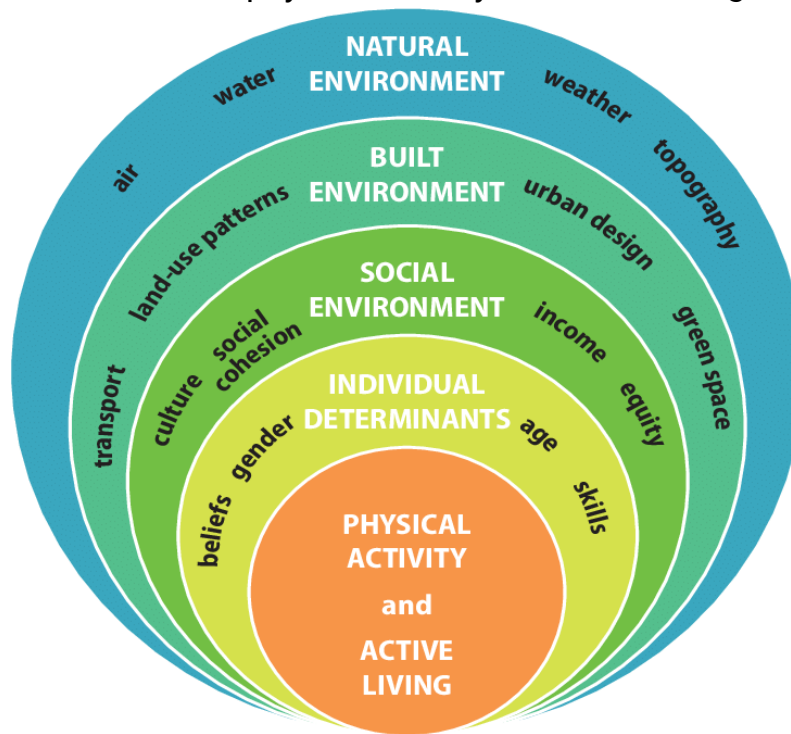 NATURAL
ENVIRONMENT
water
air
weather
topography
BUILT
ENVIRONMENT
land-use patterns
transport
urban design
green space
SOCIAL
ENVIRONMENT
social
cohesion
culture
income
equity
INDIVIDUAL
DETERMINANTS
gender
beliefs
age
skills
PHYSICAL
ACTIVITY
and
ACTIVE
LIVING